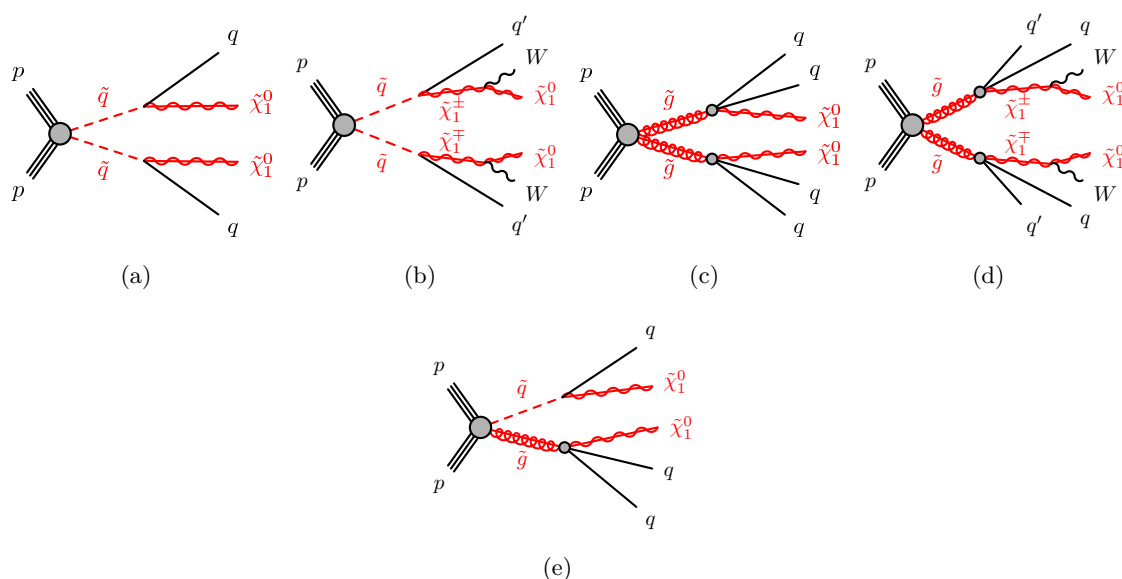 q q′ W q q′ q W
p q̃ χ̃₁⁰ p q̃ χ̃₁± χ̃₁⁰ p g̃ q χ̃₁⁰ p g̃ χ̃₁± χ̃₁⁰
p q̃ χ̃₁⁰ p q̃ χ̃₁∓ χ̃₁⁰ p g̃ χ̃₁⁰ q p g̃ χ̃₁∓ χ̃₁⁰
q q′ W q q′ q W
(a) (b) (c) (d)
q
p q̃ χ̃₁⁰
χ̃₁⁰
p g̃ q
q
(e)